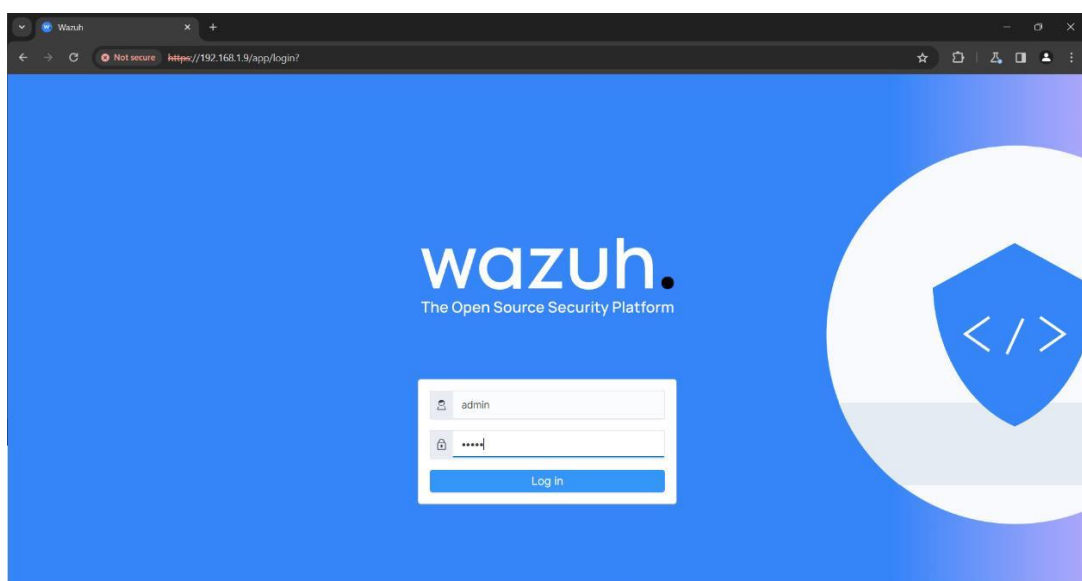 Wazuh
Not secure https://192.168.1.9/app/login?
wazuh.
The Open Source Security Platform
</>
admin
•••••
Log in